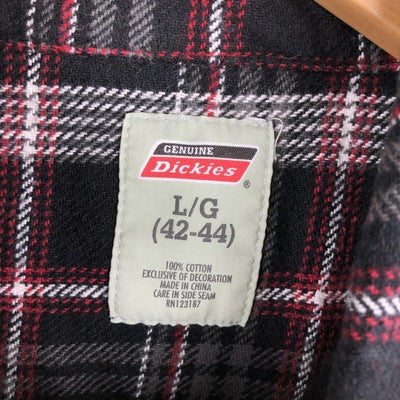 GENUINE
Dickies
®
L/G
(42-44)
100% COTTON
EXCLUSIVE OF DECORATION
MADE IN CHINA
CARE IN SIDE SEAM
RN123187